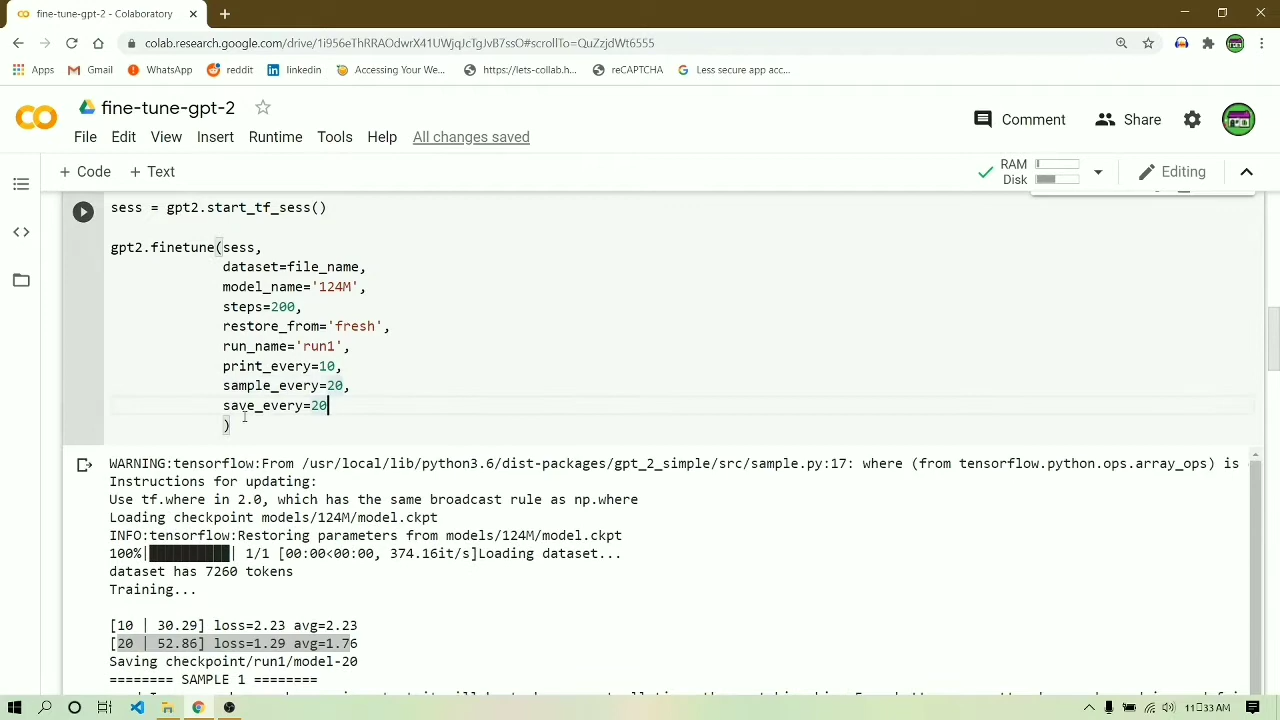 fine-tune-gpt-2 - Colaboratory
colab.research.google.com/drive/1i956eThRRAOdwrX41UWjqJcTgJvB7ssO#scrollTo=QuZzjdWt6555
Apps Gmail WhatsApp reddit linkedin Accessing Your We... https://lets-collab.h... reCAPTCHA Less secure app acc...
fine-tune-gpt-2
File Edit View Insert Runtime Tools Help All changes saved
Comment Share
+ Code + Text
RAM
Disk
Editing
sess = gpt2.start_tf_sess()
gpt2.finetune(sess,
dataset=file_name,
model_name='124M',
steps=200,
restore_from='fresh',
run_name='run1',
print_every=10,
sample_every=20,
save_every=20
)
WARNING:tensorflow:From /usr/local/lib/python3.6/dist-packages/gpt_2_simple/src/sample.py:17: where (from tensorflow.python.ops.array_ops) is
Instructions for updating:
Use tf.where in 2.0, which has the same broadcast rule as np.where
Loading checkpoint models/124M/model.ckpt
INFO:tensorflow:Restoring parameters from models/124M/model.ckpt
100%|██████████| 1/1 [00:00<00:00, 374.16it/s]Loading dataset...
dataset has 7260 tokens
Training...
[10 | 30.29] loss=2.23 avg=2.23
[20 | 52.86] loss=1.29 avg=1.76
Saving checkpoint/run1/model-20
======== SAMPLE 1 ========